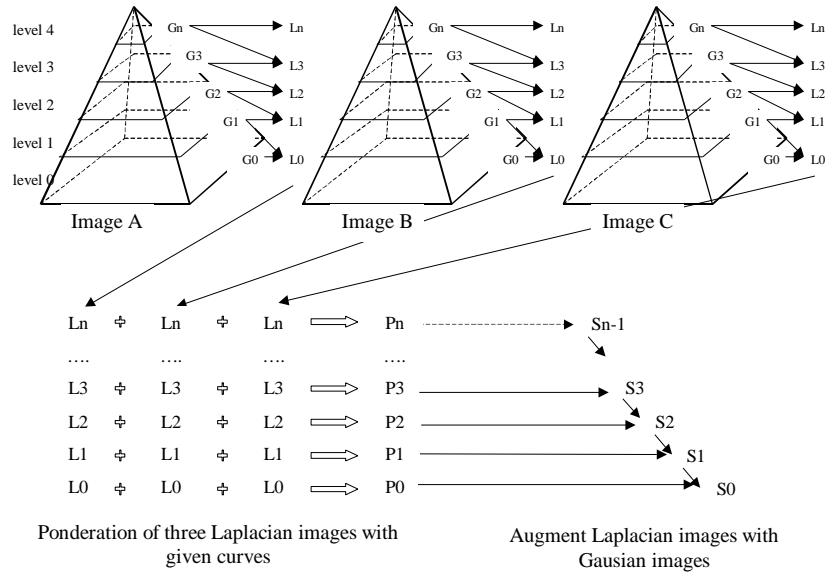 level 4 Gn Ln Gn Ln Gn Ln
level 3 G3 L3 G3 L3 G3 L3
level 2 G2 L2 G2 L2 G2 L2
level 1 G1 L1 G1 L1 G1 L1
level 0 G0 L0 G0 L0 G0 L0
Image A Image B Image C
Ln + Ln + Ln Pn Sn-1
.... .... .... ....
L3 + L3 + L3 P3 S3
L2 + L2 + L2 P2 S2
L1 + L1 + L1 P1 S1
L0 + L0 + L0 P0 S0
Ponderation of three Laplacian images with
given curves
Augment Laplacian images with
Gausian images